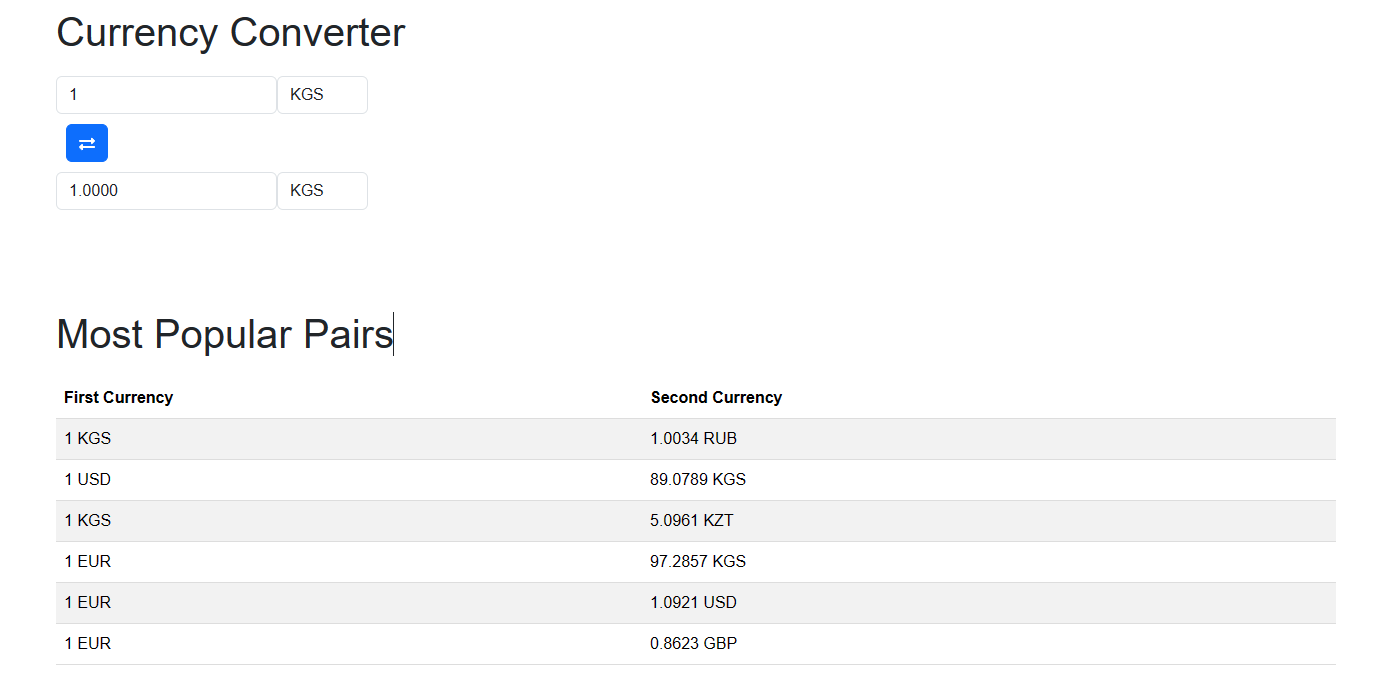 Currency Converter
1 KGS
⇄
1.0000 KGS
Most Popular Pairs
First Currency Second Currency
1 KGS 1.0034 RUB
1 USD 89.0789 KGS
1 KGS 5.0961 KZT
1 EUR 97.2857 KGS
1 EUR 1.0921 USD
1 EUR 0.8623 GBP